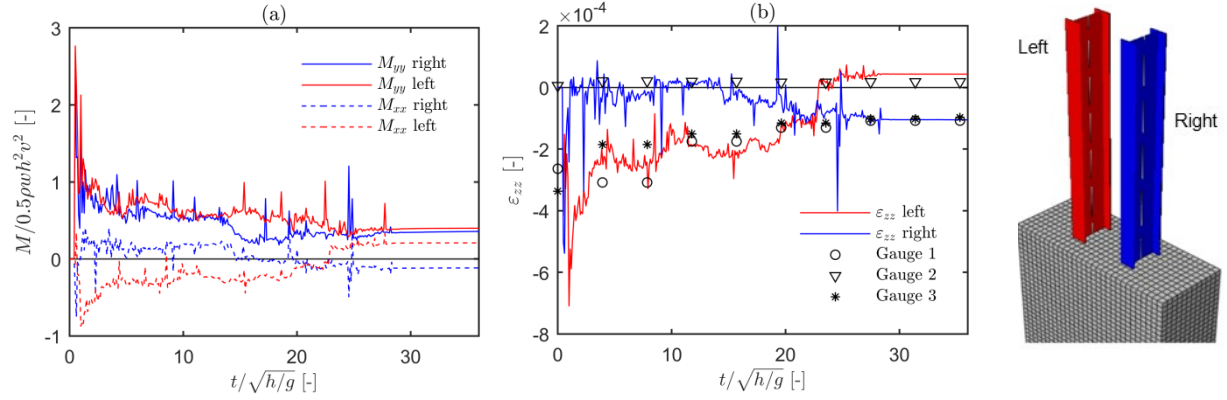 (a)
3
2
1
0
-1
M/0.5ρwh²v² [-]
M_yy right
M_yy left
M_xx right
M_xx left
0 10 20 30
t/√h/g [-]
×10⁻⁴
(b)
2
0
-2
-4
-6
-8
ε_zz [-]
ε_zz left
ε_zz right
Gauge 1
Gauge 2
Gauge 3
0 10 20 30
t/√h/g [-]
Left
Right